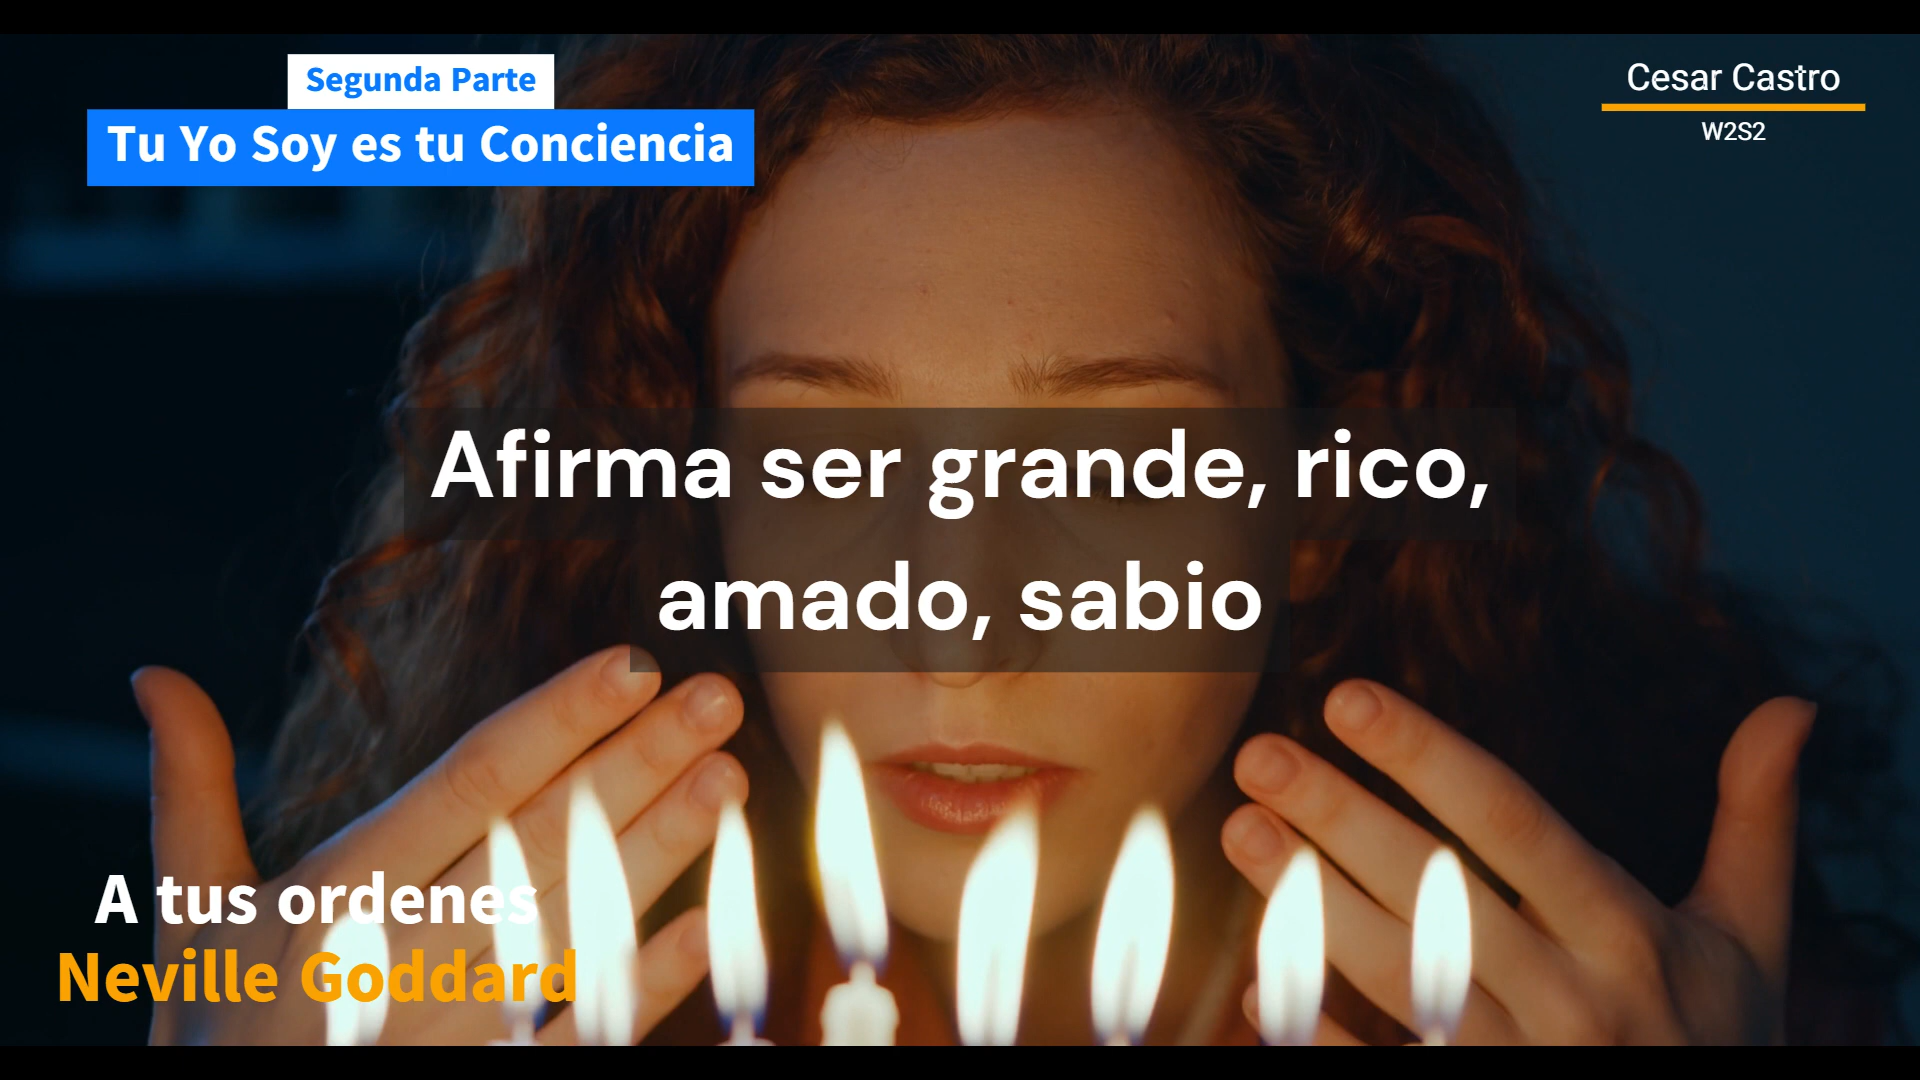 Segunda Parte
Tu Yo Soy es tu Conciencia
Cesar Castro
W2S2
Afirma ser grande, rico,
amado, sabio
A tus ordenes
Neville Goddard